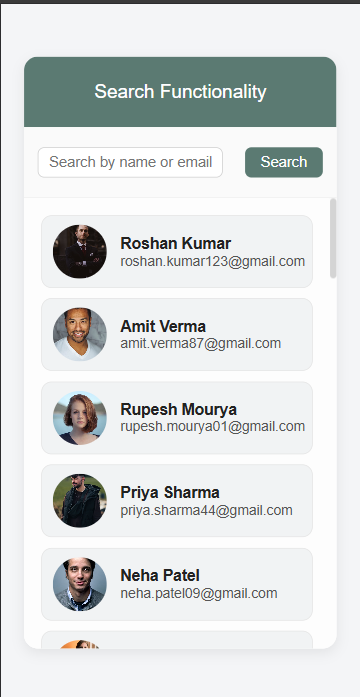 Search Functionality
Search by name or email
Search
Roshan Kumar
roshan.kumar123@gmail.com
Amit Verma
amit.verma87@gmail.com
Rupesh Mourya
rupesh.mourya01@gmail.com
Priya Sharma
priya.sharma44@gmail.com
Neha Patel
neha.patel09@gmail.com